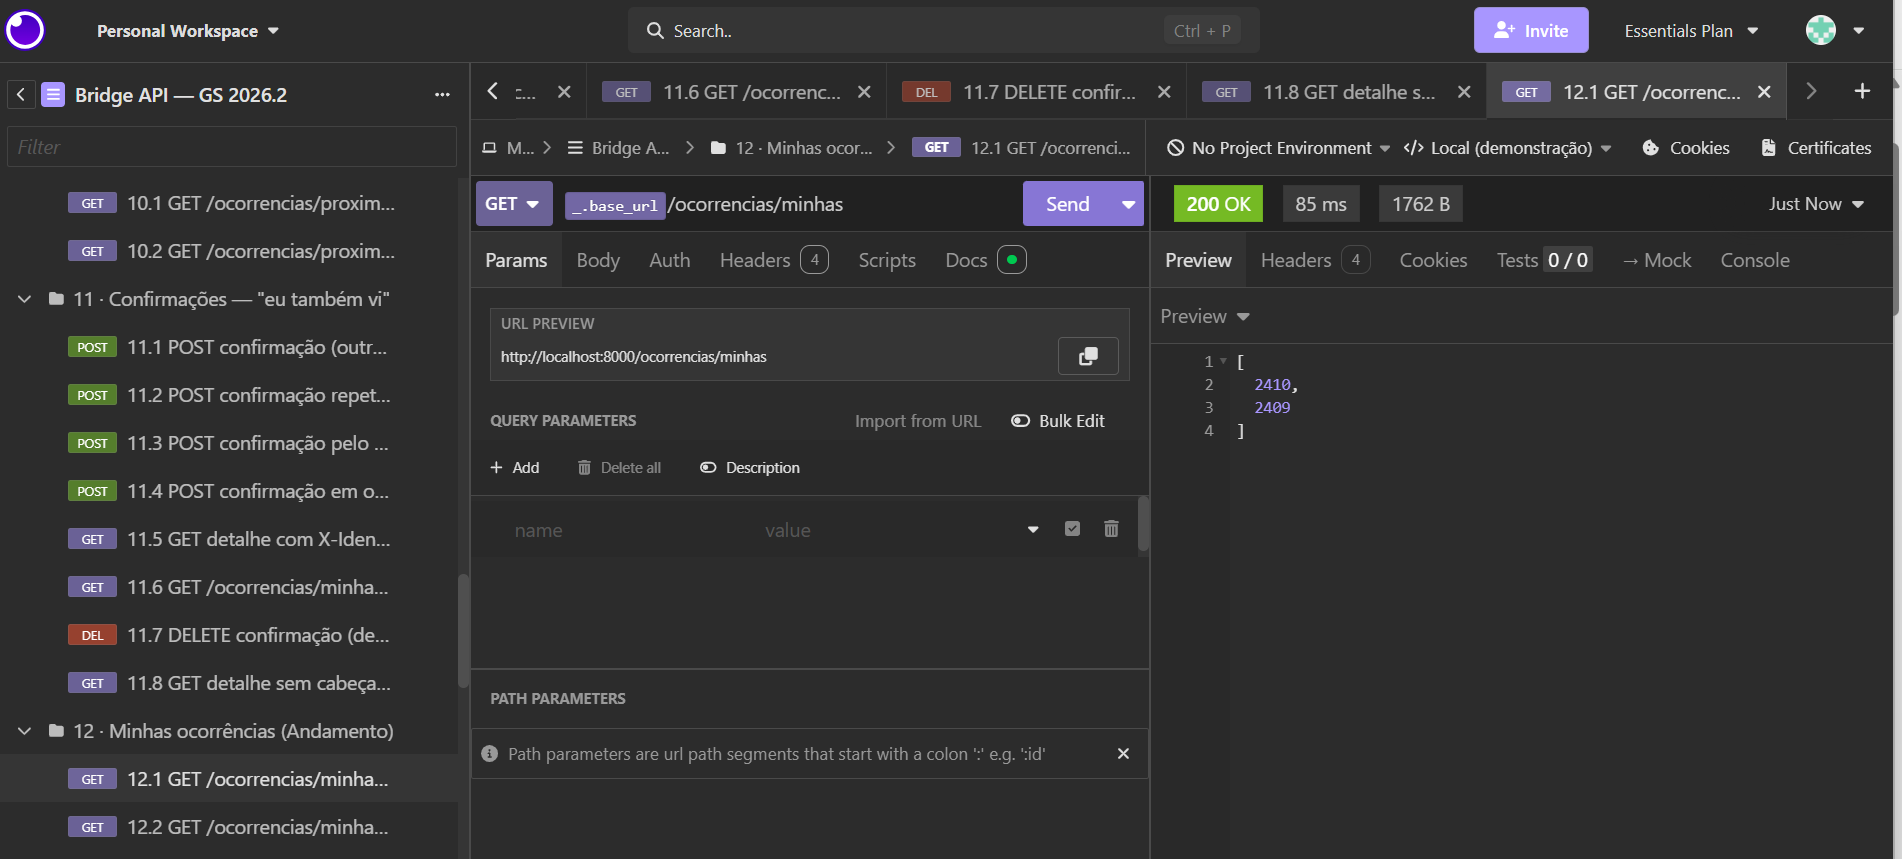 Personal Workspace
Search..
Ctrl + P
Invite
Essentials Plan
Bridge API — GS 2026.2
Filter
GET 10.1 GET /ocorrencias/proxim...
GET 10.2 GET /ocorrencias/proxim...
11 · Confirmações — "eu também vi"
POST 11.1 POST confirmação (outr...
POST 11.2 POST confirmação repet...
POST 11.3 POST confirmação pelo ...
POST 11.4 POST confirmação em o...
GET 11.5 GET detalhe com X-Iden...
GET 11.6 GET /ocorrencias/minha...
DEL 11.7 DELETE confirmação (de...
GET 11.8 GET detalhe sem cabeça...
12 · Minhas ocorrências (Andamento)
GET 12.1 GET /ocorrencias/minha...
GET 12.2 GET /ocorrencias/minha...
c...
GET 11.6 GET /ocorrenc...
DEL 11.7 DELETE confir...
GET 11.8 GET detalhe s...
GET 12.1 GET /ocorrenc...
M... Bridge A... 12 · Minhas ocor... GET 12.1 GET /ocorrenci...
No Project Environment
</> Local (demonstração)
Cookies
Certificates
GET _.base_url /ocorrencias/minhas
Send
200 OK 85 ms 1762 B
Just Now
Params Body Auth Headers 4 Scripts Docs
URL PREVIEW
http://localhost:8000/ocorrencias/minhas
QUERY PARAMETERS Import from URL Bulk Edit
+ Add Delete all Description
name value
PATH PARAMETERS
Path parameters are url path segments that start with a colon ':' e.g. ':id'
Preview Headers 4 Cookies Tests 0 / 0 → Mock Console
Preview
1 [
2 2410,
3 2409
4 ]